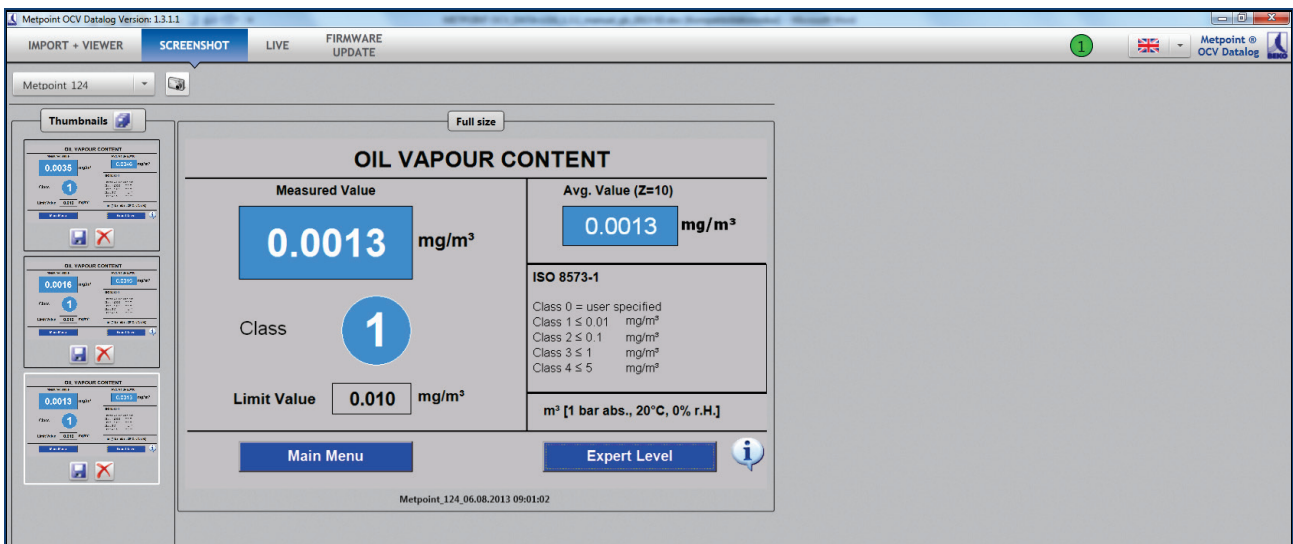 Metpoint OCV Datalog Version: 1.3.1.1
IMPORT + VIEWER
SCREENSHOT
LIVE
FIRMWARE
UPDATE
1
Metpoint ®
OCV Datalog
BEKO
Metpoint 124
Thumbnails
OIL VAPOUR CONTENT
0.0035
1
OIL VAPOUR CONTENT
0.0016
1
OIL VAPOUR CONTENT
0.0013
1
Full size
OIL VAPOUR CONTENT
Measured Value
0.0013 mg/m³
Class 1
Limit Value 0.010 mg/m³
Avg. Value (Z=10)
0.0013 mg/m³
ISO 8573-1
Class 0 = user specified
Class 1 ≤ 0.01 mg/m³
Class 2 ≤ 0.1 mg/m³
Class 3 ≤ 1 mg/m³
Class 4 ≤ 5 mg/m³
m³ [1 bar abs., 20°C, 0% r.H.]
Main Menu
Expert Level
i
Metpoint_124_06.08.2013 09:01:02